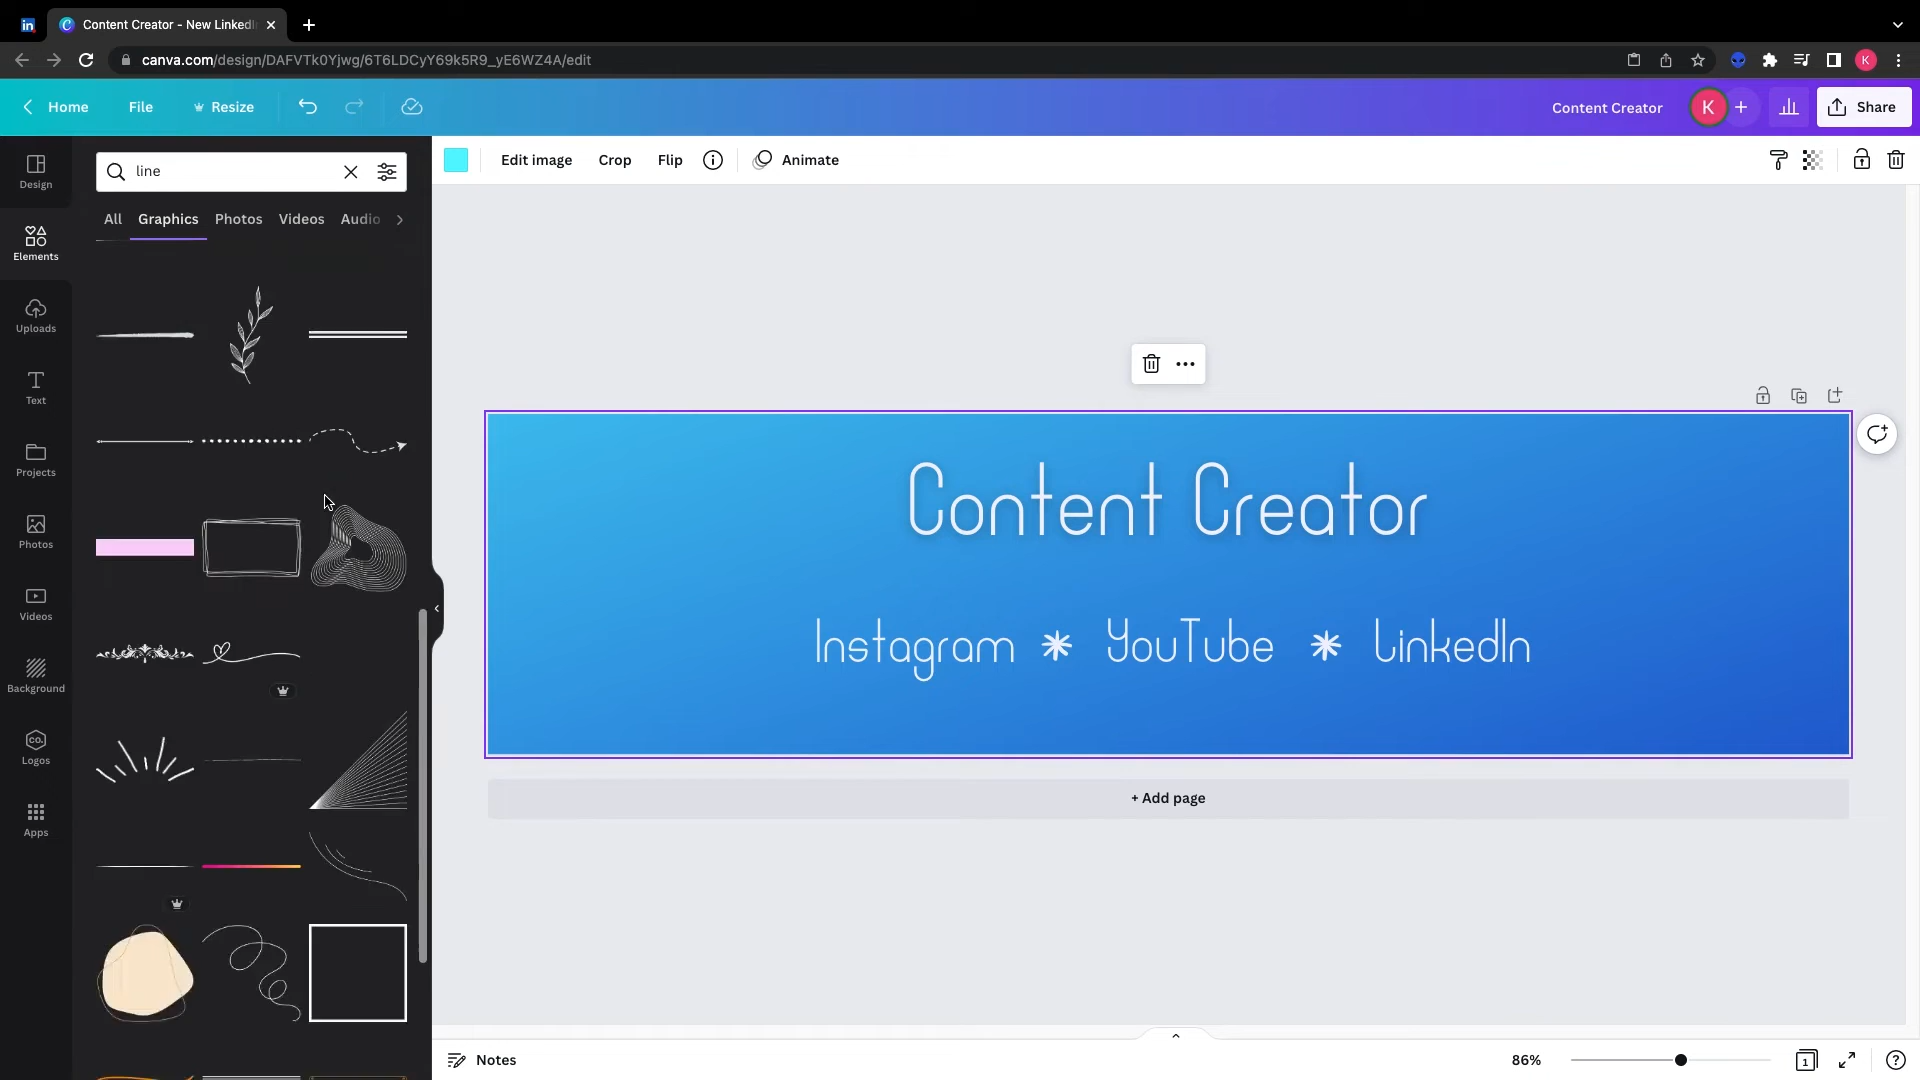 in
Content Creator - New LinkedI
canva.com/design/DAFVTk0Yjwg/6T6LDCyY69k5R9_yE6WZ4A/edit
K
Home
File
Resize
Content Creator
K
Share
line
Edit image
Crop
Flip
Animate
Design
All
Graphics
Photos
Videos
Audio
Elements
Uploads
Text
Projects
Photos
Videos
Background
CO.
Logos
Apps
Content Creator
Instagram * YouTube * LinkedIn
+ Add page
Notes
86%
1